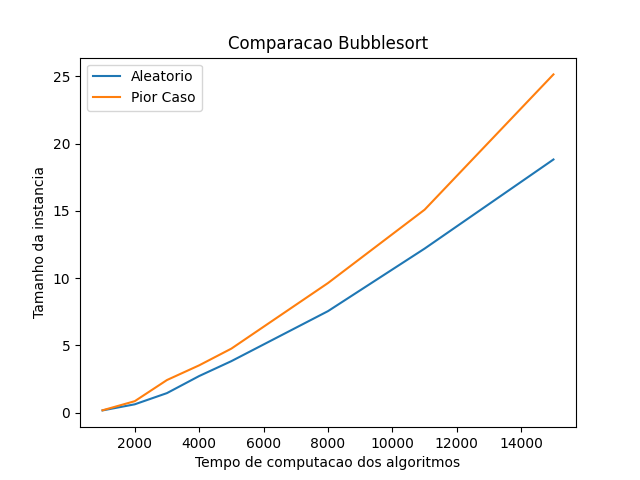 Comparacao Bubblesort
Aleatorio
Pior Caso
25
20
15
10
5
0
Tamanho da instancia
2000 4000 6000 8000 10000 12000 14000
Tempo de computacao dos algoritmos